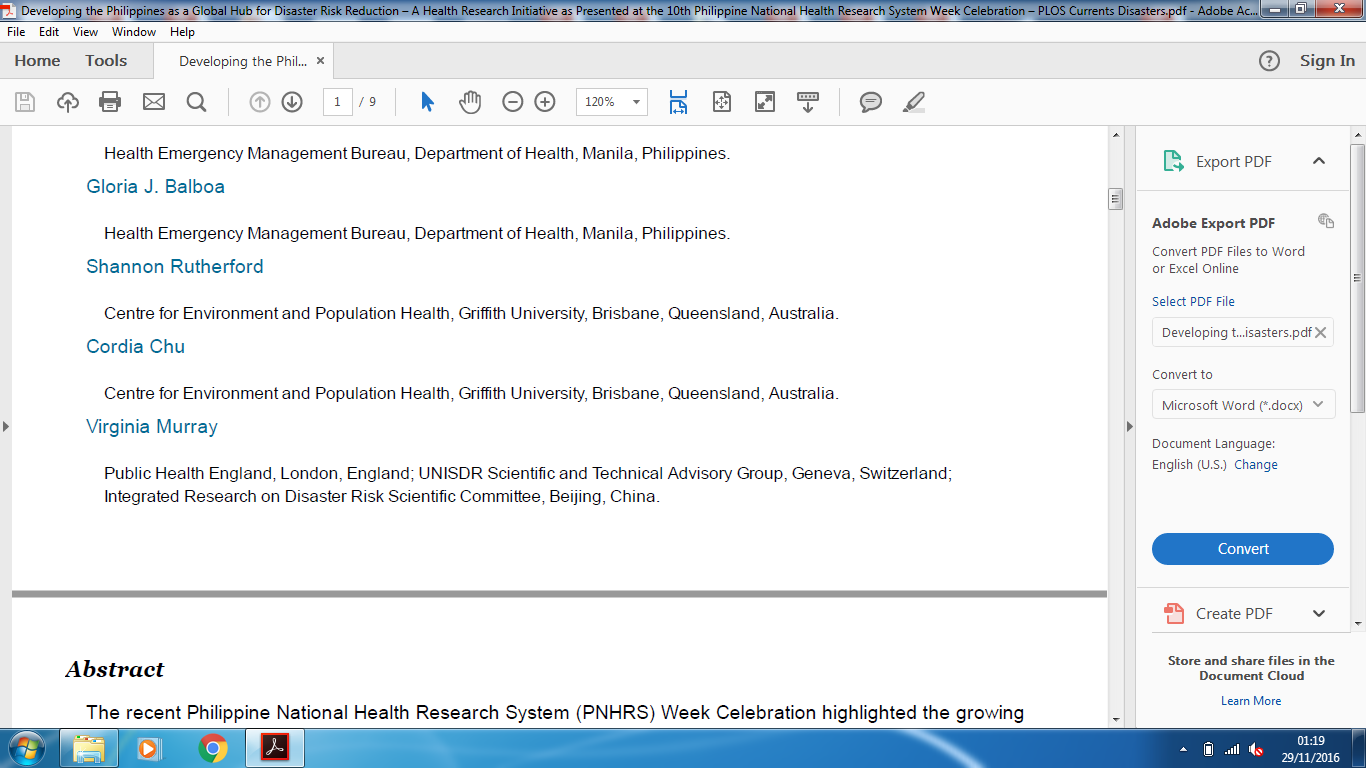 Developing the Philippines as a Global Hub for Disaster Risk Reduction – A Health Research Initiative as Presented at the 10th Philippine National Health Research System Week Celebration – PLOS Currents Disasters.pdf - Adobe Ac...
File Edit View Window Help
Home Tools Developing the Phil... × ? Sign In
1 / 9 120%
Health Emergency Management Bureau, Department of Health, Manila, Philippines.
Gloria J. Balboa
Health Emergency Management Bureau, Department of Health, Manila, Philippines.
Shannon Rutherford
Centre for Environment and Population Health, Griffith University, Brisbane, Queensland, Australia.
Cordia Chu
Centre for Environment and Population Health, Griffith University, Brisbane, Queensland, Australia.
Virginia Murray
Public Health England, London, England; UNISDR Scientific and Technical Advisory Group, Geneva, Switzerland;
Integrated Research on Disaster Risk Scientific Committee, Beijing, China.
Abstract
The recent Philippine National Health Research System (PNHRS) Week Celebration highlighted the growing
Export PDF
Adobe Export PDF
Convert PDF Files to Word
or Excel Online
Select PDF File
Developing t...isasters.pdf
Convert to
Microsoft Word (*.docx)
Document Language:
English (U.S.) Change
Convert
Create PDF
Store and share files in the
Document Cloud
Learn More
01:19
29/11/2016